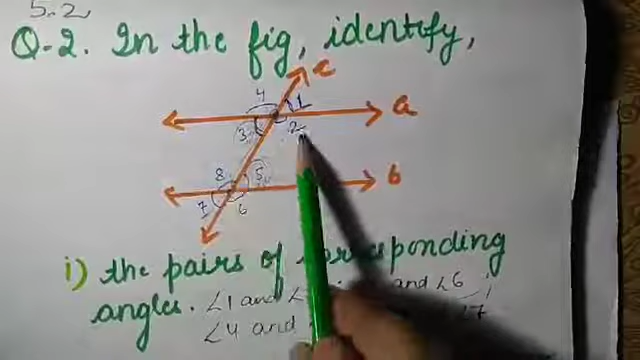 5.2
Q-2. In the fig, identify,
c
4 1 a
3 2
8 5 b
7 6
i) the pairs of corresponding
angles. ∠1 and and ∠6
∠4 and ∠7